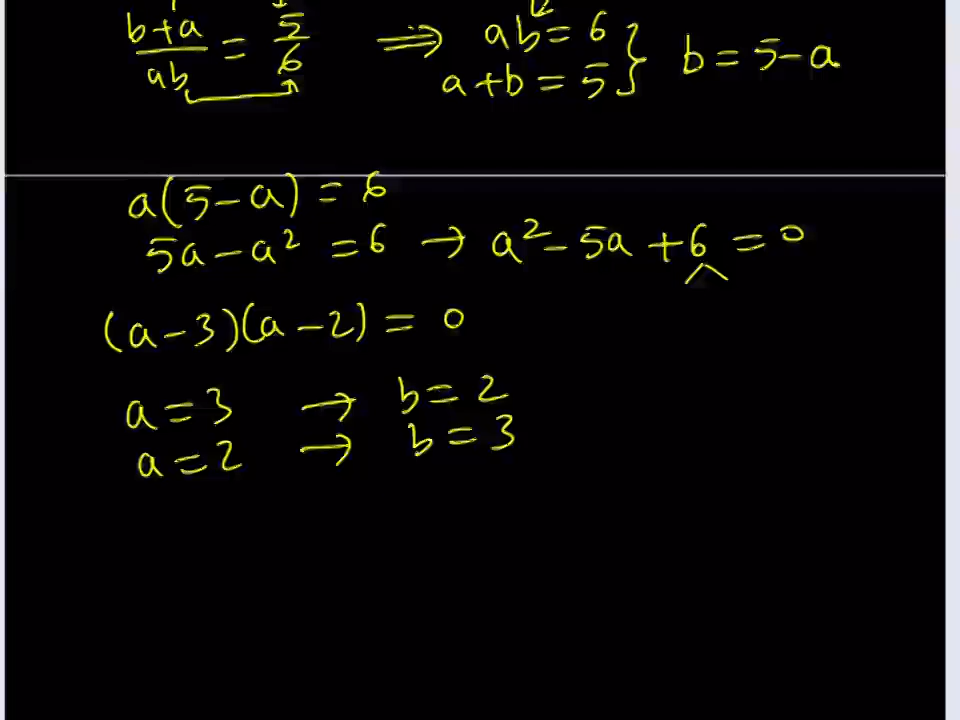 b+a/ab = 5/6 ⟹ ab = 6
a+b = 5 } b = 5-a
a(5-a) = 6
5a-a² = 6 → a²-5a+6 = 0
(a-3)(a-2) = 0
a = 3 → b = 2
a = 2 → b = 3